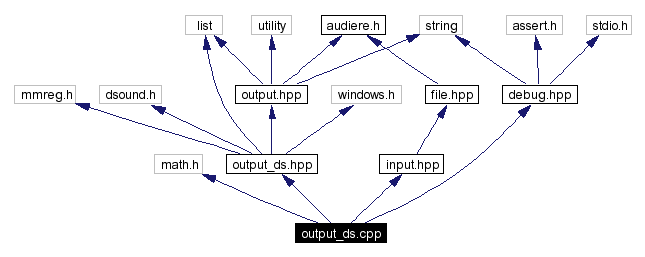 list
utility
audiere.h
string
assert.h
stdio.h
mmreg.h
dsound.h
output.hpp
windows.h
file.hpp
debug.hpp
math.h
output_ds.hpp
input.hpp
output_ds.cpp